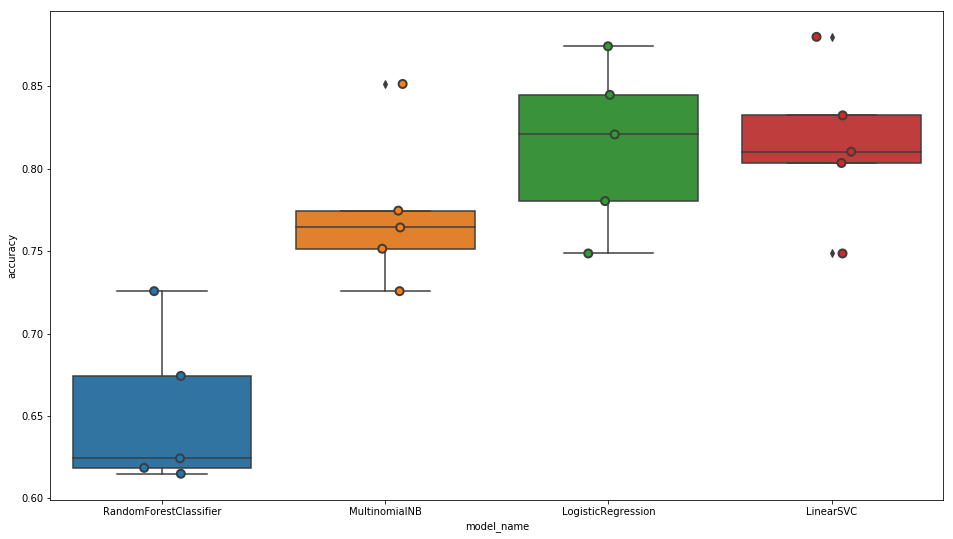 accuracy
0.85
0.80
0.75
0.70
0.65
0.60
RandomForestClassifier
MultinomialNB
LogisticRegression
LinearSVC
model_name